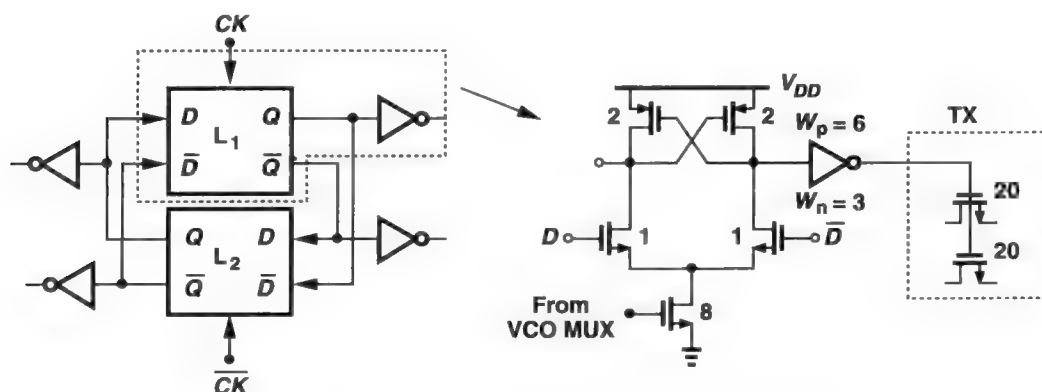 CK
D
Q
L1
D̅
Q̅
Q
D
L2
Q̅
D̅
C̅K̅
VDD
2
2
Wp = 6
Wn = 3
TX
20
20
D
1
1
D̅
From
VCO MUX
8